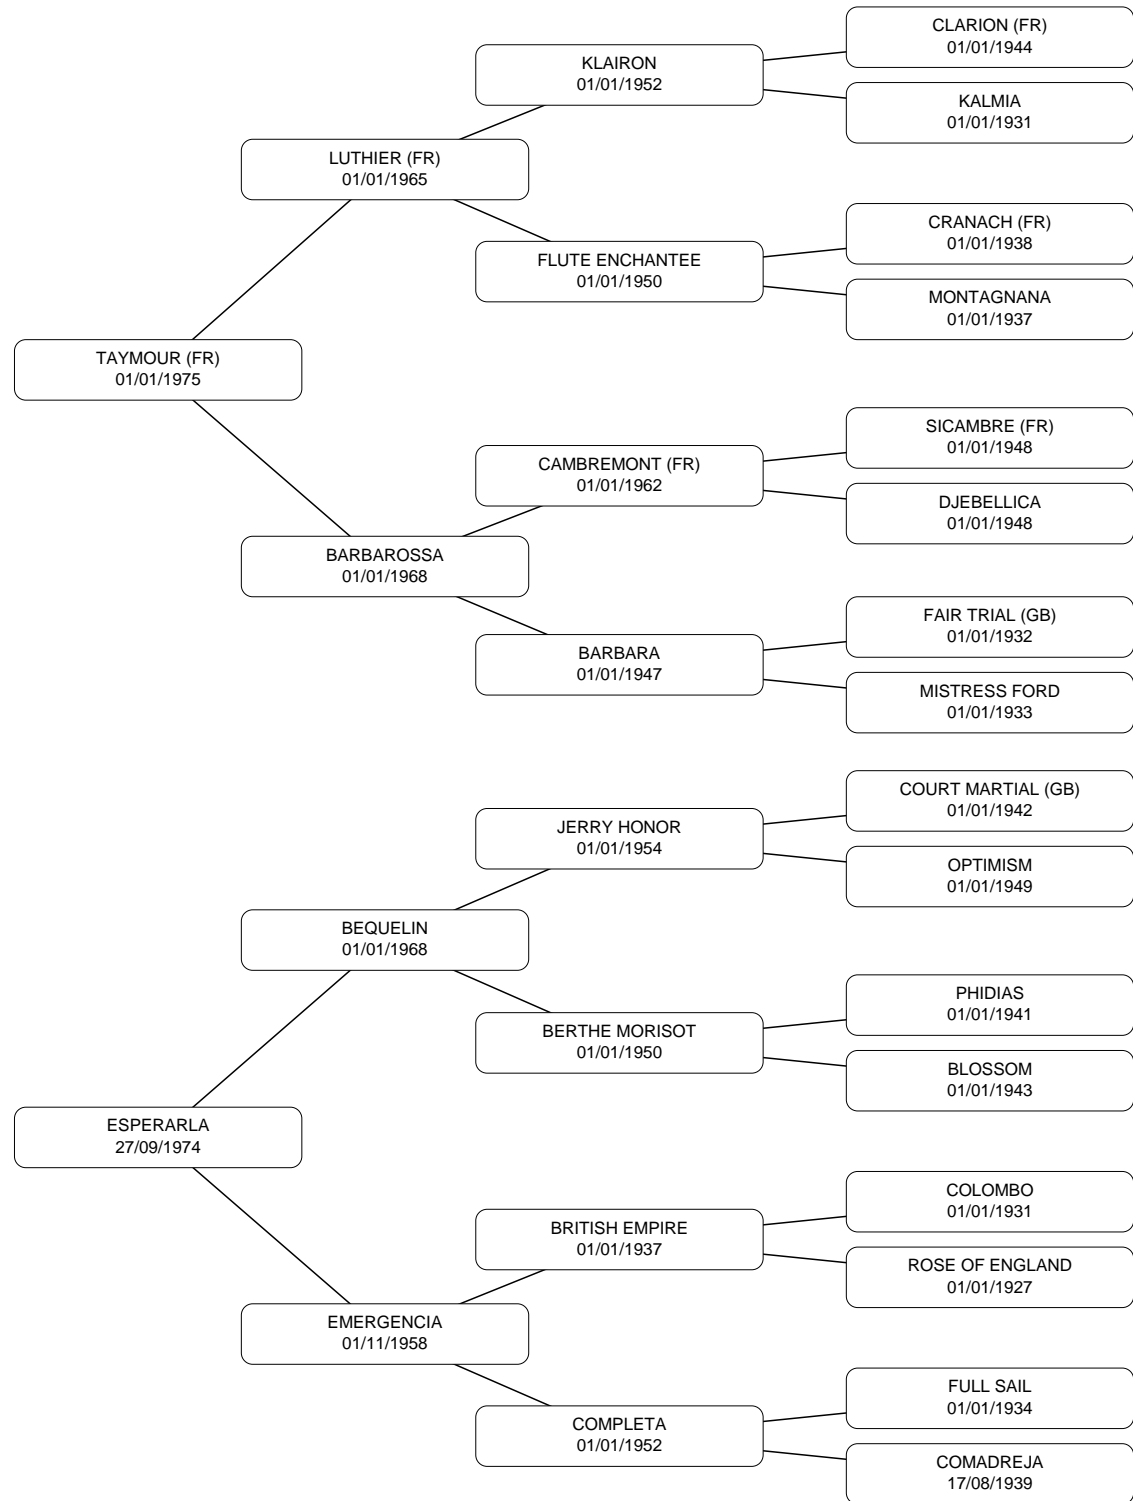 CLARION (FR)
01/01/1944
KLAIRON
01/01/1952
KALMIA
01/01/1931
LUTHIER (FR)
01/01/1965
CRANACH (FR)
01/01/1938
FLUTE ENCHANTEE
01/01/1950
MONTAGNANA
01/01/1937
TAYMOUR (FR)
01/01/1975
SICAMBRE (FR)
01/01/1948
CAMBREMONT (FR)
01/01/1962
DJEBELLICA
01/01/1948
BARBAROSSA
01/01/1968
FAIR TRIAL (GB)
01/01/1932
BARBARA
01/01/1947
MISTRESS FORD
01/01/1933
COURT MARTIAL (GB)
01/01/1942
JERRY HONOR
01/01/1954
OPTIMISM
01/01/1949
BEQUELIN
01/01/1968
PHIDIAS
01/01/1941
BERTHE MORISOT
01/01/1950
BLOSSOM
01/01/1943
ESPERARLA
27/09/1974
COLOMBO
01/01/1931
BRITISH EMPIRE
01/01/1937
ROSE OF ENGLAND
01/01/1927
EMERGENCIA
01/11/1958
FULL SAIL
01/01/1934
COMPLETA
01/01/1952
COMADREJA
17/08/1939